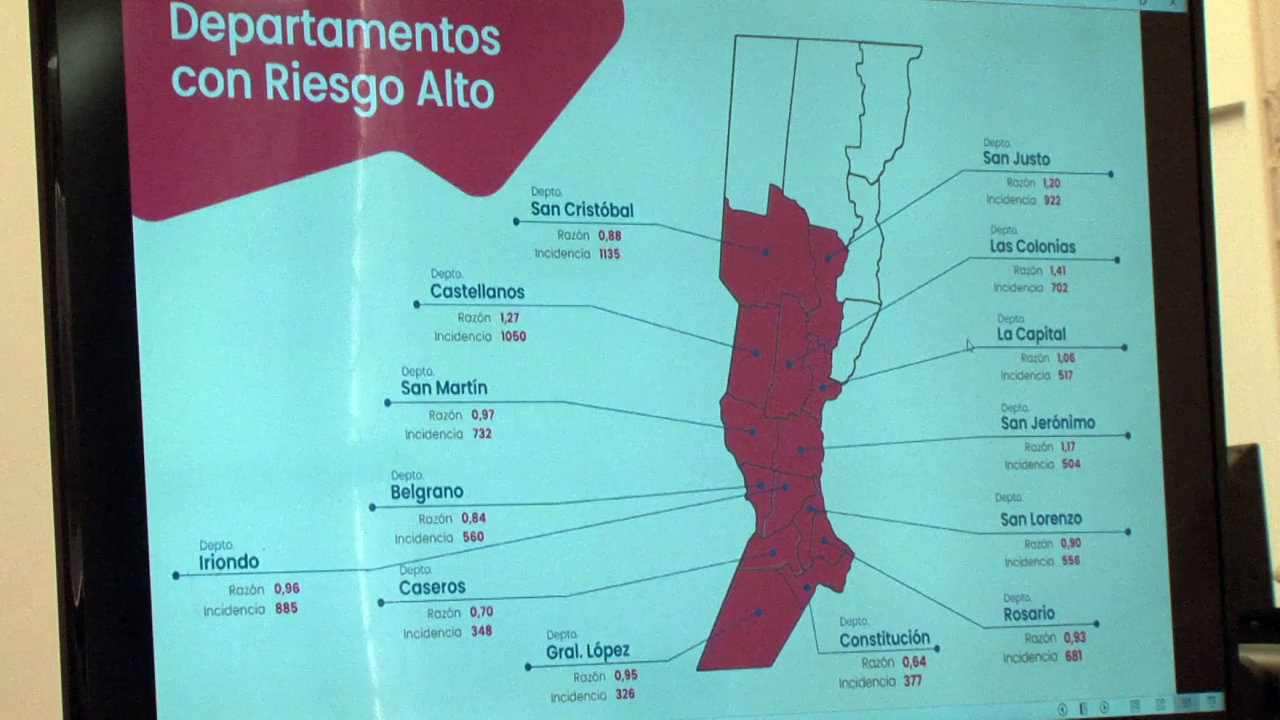 Departamentos
con Riesgo Alto
Depto.
San Cristóbal
Razón 0,88
Incidencia 1135
Depto.
Castellanos
Razón 1,27
Incidencia 1050
Depto.
San Martín
Razón 0,97
Incidencia 732
Depto.
Belgrano
Razón 0,84
Incidencia 560
Depto.
Iriondo
Razón 0,96
Incidencia 885
Depto.
Caseros
Razón 0,70
Incidencia 348
Depto.
Gral. López
Razón 0,95
Incidencia 326
Depto.
San Justo
Razón 1,20
Incidencia 922
Depto.
Las Colonias
Razón 1,41
Incidencia 702
Depto.
La Capital
Razón 1,06
Incidencia 517
Depto.
San Jerónimo
Razón 1,17
Incidencia 504
Depto.
San Lorenzo
Razón 0,90
Incidencia 556
Depto.
Rosario
Razón 0,93
Incidencia 681
Depto.
Constitución
Razón 0,64
Incidencia 377